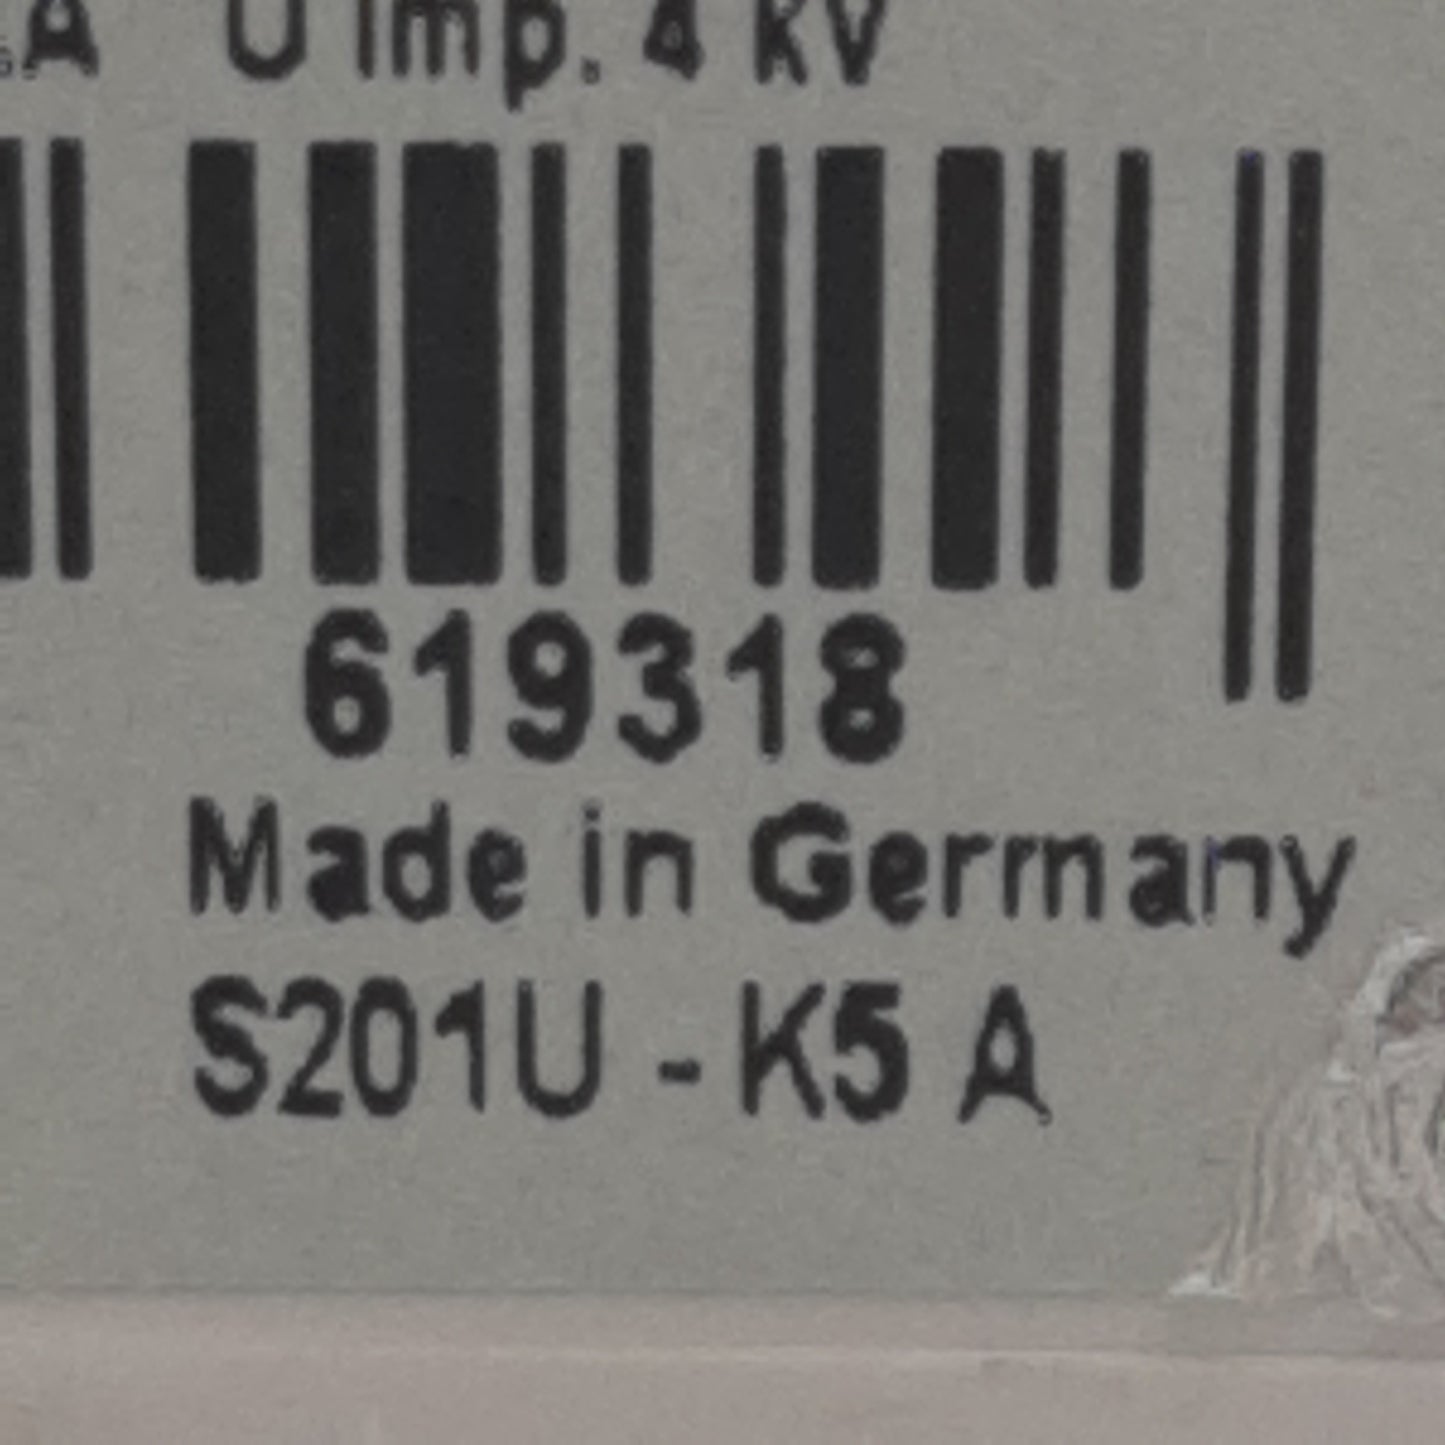 A U imp. 4 kV
619318
Made in Germany
S201U - K5 A